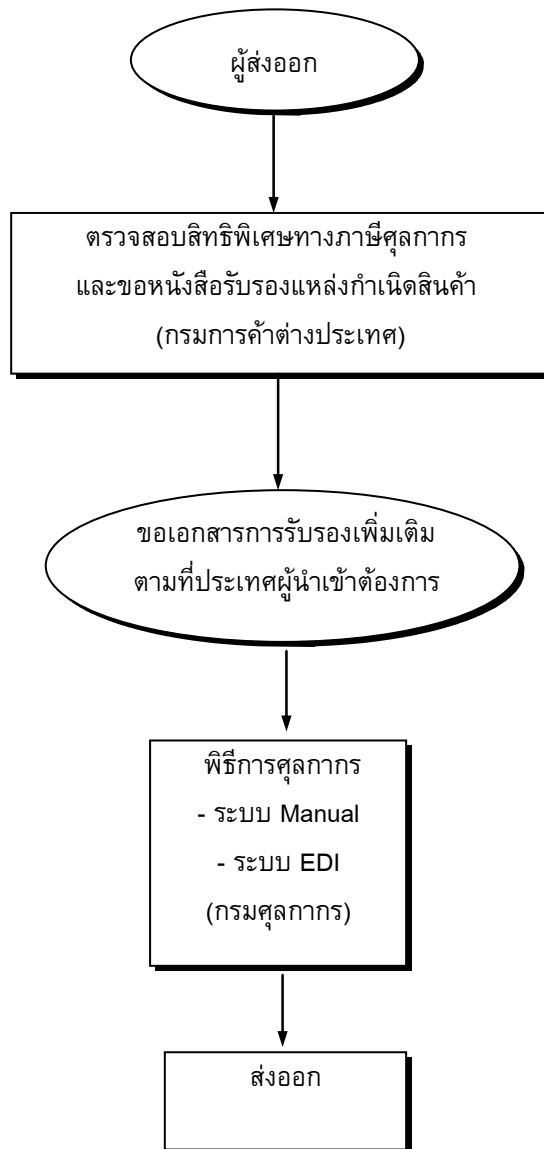 ผู้ส่งออก
ตรวจสอบสิทธิพิเศษทางภาษีศุลกากร
และขอหนังสือรับรองแหล่งกำเนิดสินค้า
(กรมการค้าต่างประเทศ)
ขอเอกสารการรับรองเพิ่มเติม
ตามที่ประเทศผู้นำเข้าต้องการ
พิธีการศุลกากร
- ระบบ Manual
- ระบบ EDI
(กรมศุลกากร)
ส่งออก